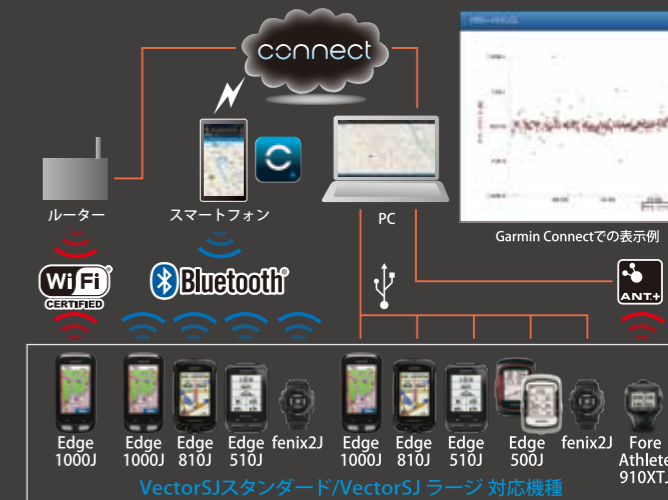 connect
ルーター
スマートフォン
PC
Garmin Connectでの表示例
Wi Fi
CERTIFIED
Bluetooth®
ANT+
Edge
1000J
Edge
1000J
Edge
810J
Edge
510J
fenix2J
Edge
1000J
Edge
810J
Edge
510J
Edge
500J
fenix2J
Fore
Athlete
910XT
VectorSJスタンダード/VectorSJ ラージ 対応機種